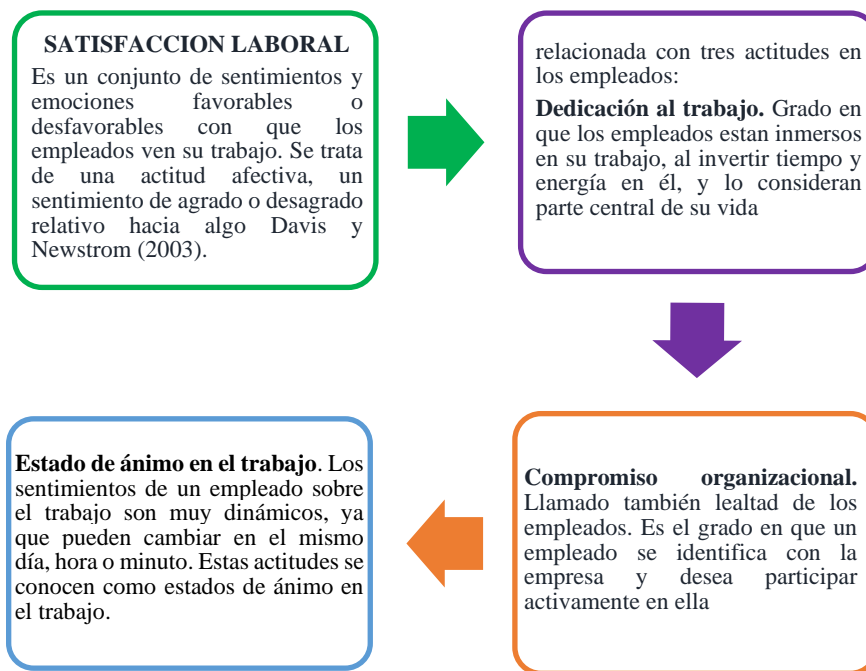 SATISFACCION LABORAL
Es un conjunto de sentimientos y
emociones favorables o
desfavorables con que los
empleados ven su trabajo. Se trata
de una actitud afectiva, un
sentimiento de agrado o desagrado
relativo hacia algo Davis y
Newstrom (2003).
relacionada con tres actitudes en
los empleados:
Dedicación al trabajo. Grado en
que los empleados estan inmersos
en su trabajo, al invertir tiempo y
energía en él, y lo consideran
parte central de su vida
Compromiso organizacional.
Llamado también lealtad de los
empleados. Es el grado en que un
empleado se identifica con la
empresa y desea participar
activamente en ella
Estado de ánimo en el trabajo. Los
sentimientos de un empleado sobre
el trabajo son muy dinámicos, ya
que pueden cambiar en el mismo
día, hora o minuto. Estas actitudes se
conocen como estados de ánimo en
el trabajo.